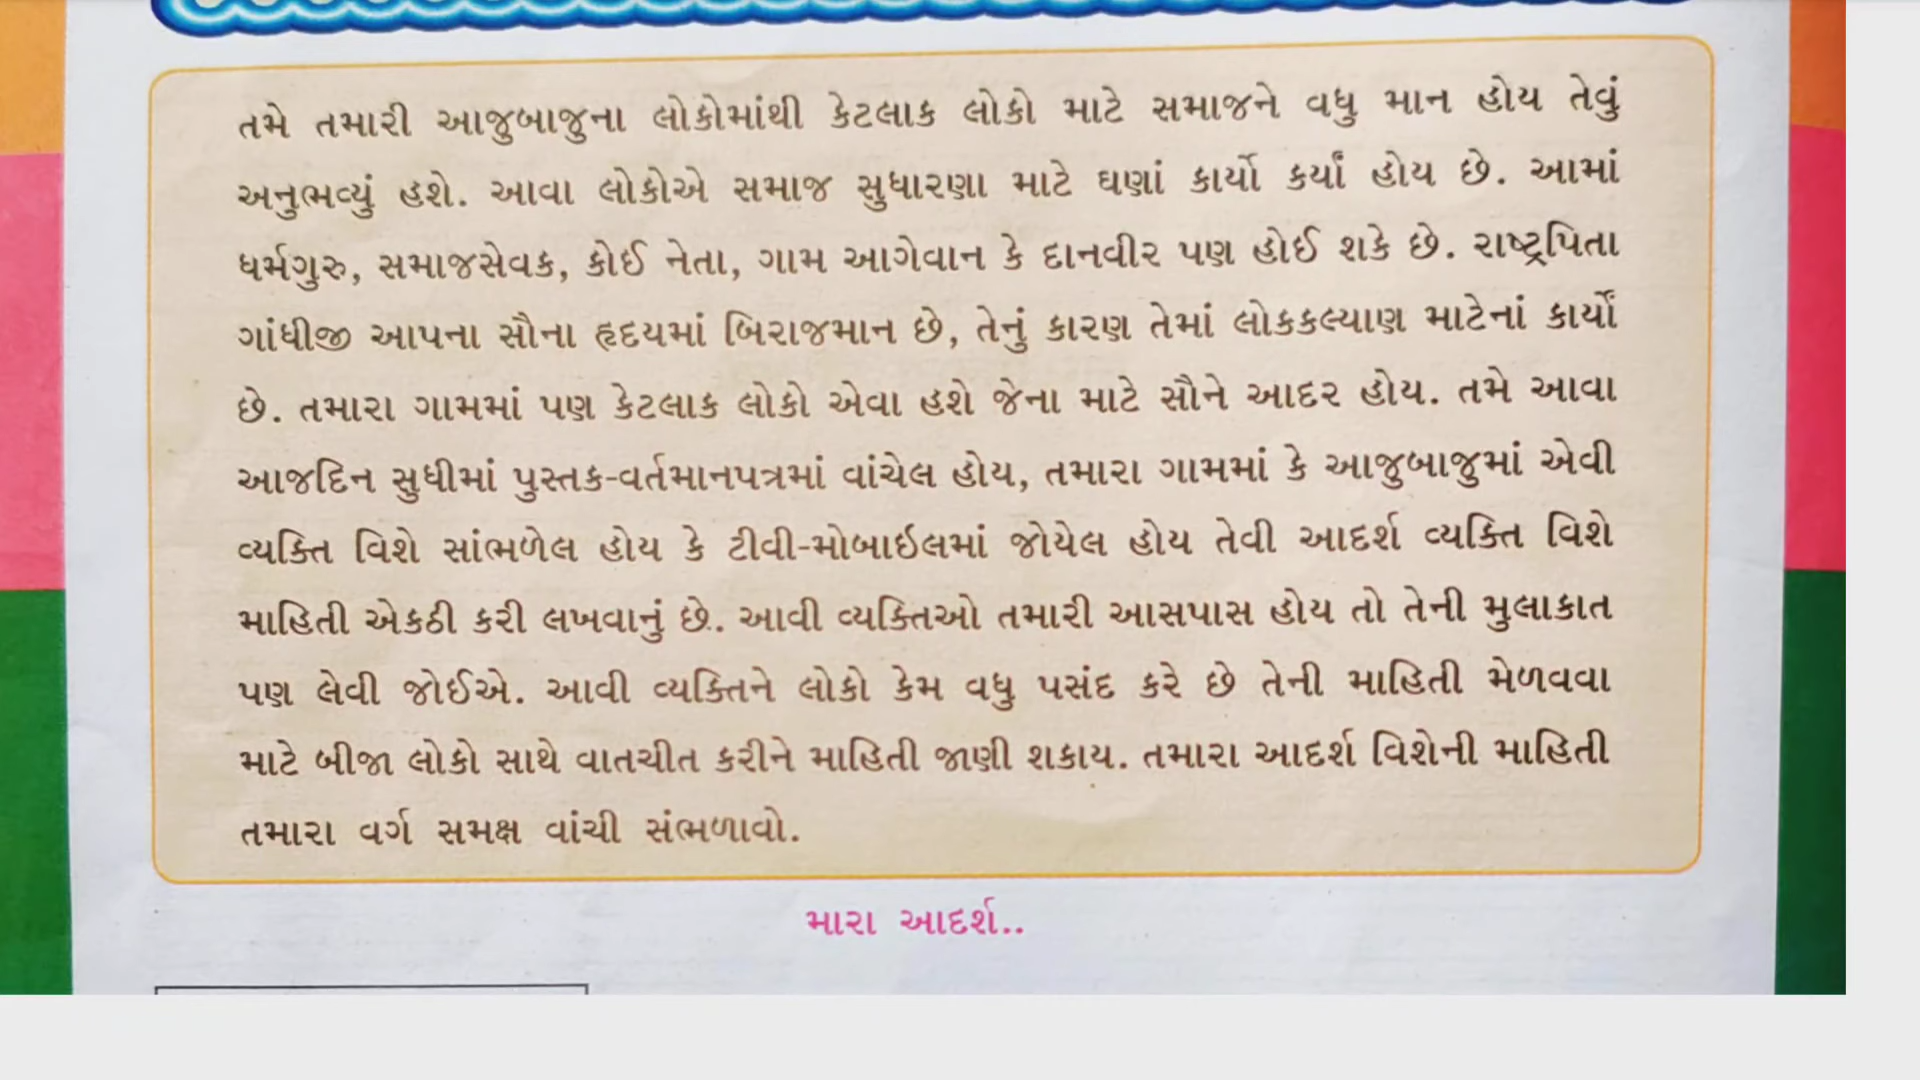 તમે તમારી આજુબાજુના લોકોમાંથી કેટલાક લોકો માટે સમાજને વધુ માન હોય તેવું
અનુભવ્યું હશે. આવા લોકોએ સમાજ સુધારણા માટે ઘણાં કાર્યો કર્યાં હોય છે. આમાં
ધર્મગુરુ, સમાજસેવક, કોઈ નેતા, ગામ આગેવાન કે દાનવીર પણ હોઈ શકે છે. રાષ્ટ્રપિતા
ગાંધીજી આપના સૌના હૃદયમાં બિરાજમાન છે, તેનું કારણ તેમાં લોકકલ્યાણ માટેનાં કાર્યોં
છે. તમારા ગામમાં પણ કેટલાક લોકો એવા હશે જેના માટે સૌને આદર હોય. તમે આવા
આજદિન સુધીમાં પુસ્તક-વર્તમાનપત્રમાં વાંચેલ હોય, તમારા ગામમાં કે આજુબાજુમાં એવી
વ્યક્તિ વિશે સાંભળેલ હોય કે ટીવી-મોબાઇલમાં જોયેલ હોય તેવી આદર્શ વ્યક્તિ વિશે
માહિતી એકઠી કરી લખવાનું છે. આવી વ્યક્તિઓ તમારી આસપાસ હોય તો તેની મુલાકાત
પણ લેવી જોઈએ. આવી વ્યક્તિને લોકો કેમ વધુ પસંદ કરે છે તેની માહિતી મેળવવા
માટે બીજા લોકો સાથે વાતચીત કરીને માહિતી જાણી શકાય. તમારા આદર્શ વિશેની માહિતી
તમારા વર્ગ સમક્ષ વાંચી સંભળાવો.
મારા આદર્શ..